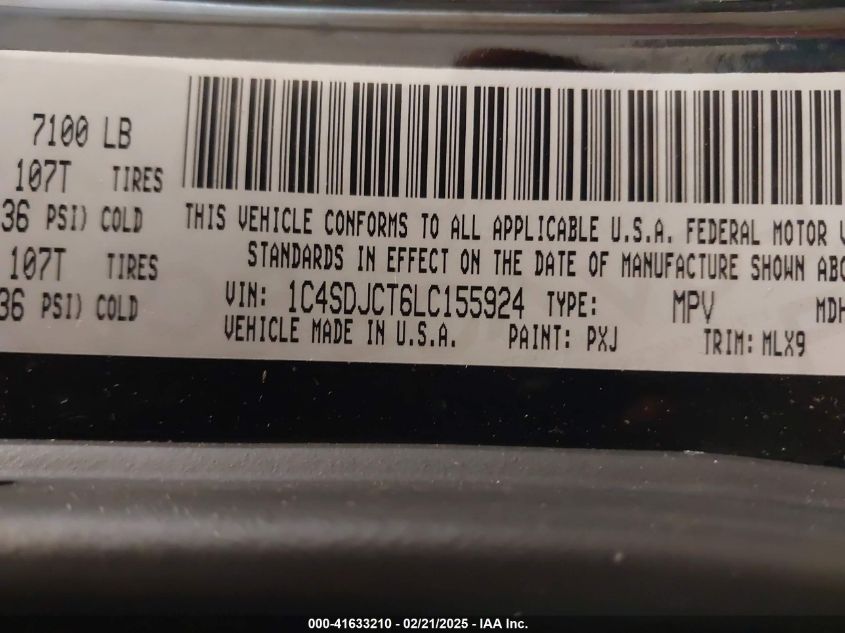 7100 LB
107T TIRES
36 PSI) COLD
107T TIRES
36 PSI) COLD
THIS VEHICLE CONFORMS TO ALL APPLICABLE U.S.A. FEDERAL MOTOR V
STANDARDS IN EFFECT ON THE DATE OF MANUFACTURE SHOWN ABO
VIN: 1C4SDJCT6LC155924 TYPE: MPV MDH
VEHICLE MADE IN U.S.A. PAINT: PXJ TRIM: MLX9
000-41633210 - 02/21/2025 - IAA Inc.